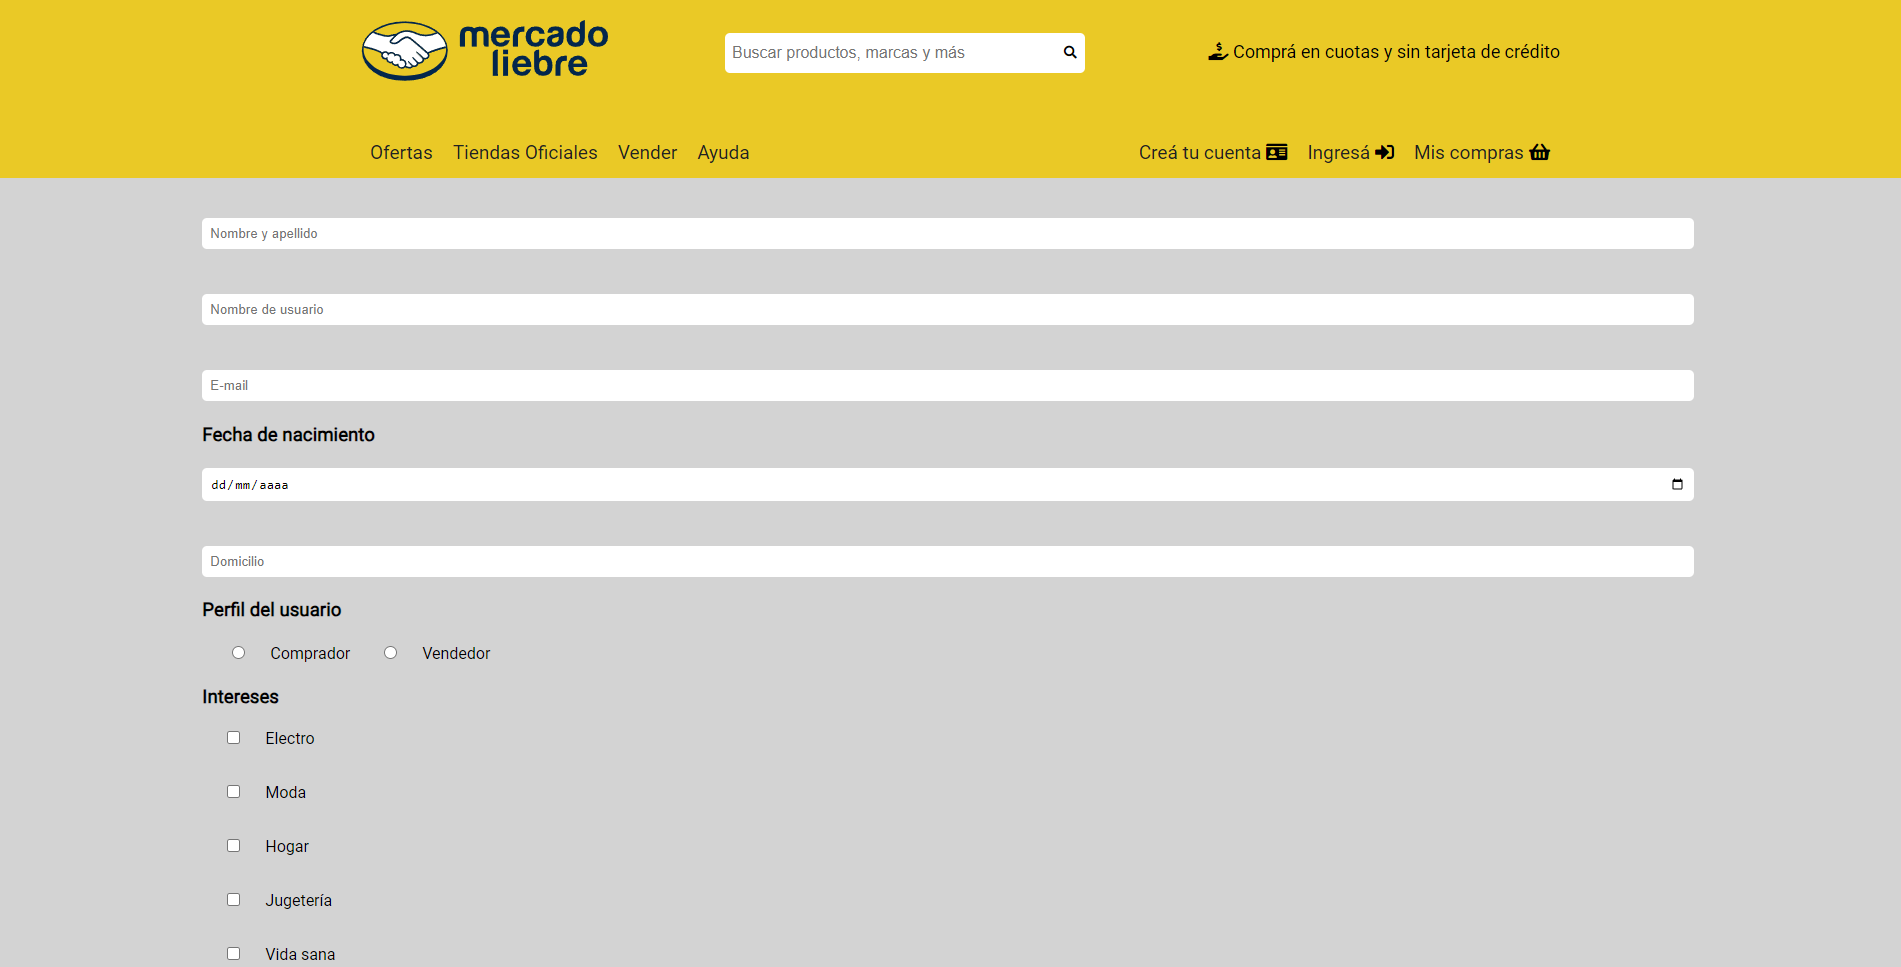 mercado
liebre
Buscar productos, marcas y más
Comprá en cuotas y sin tarjeta de crédito
Ofertas Tiendas Oficiales Vender Ayuda
Creá tu cuenta Ingresá Mis compras
Nombre y apellido
Nombre de usuario
E-mail
Fecha de nacimiento
dd/mm/aaaa
Domicilio
Perfil del usuario
Comprador Vendedor
Intereses
Electro
Moda
Hogar
Jugetería
Vida sana